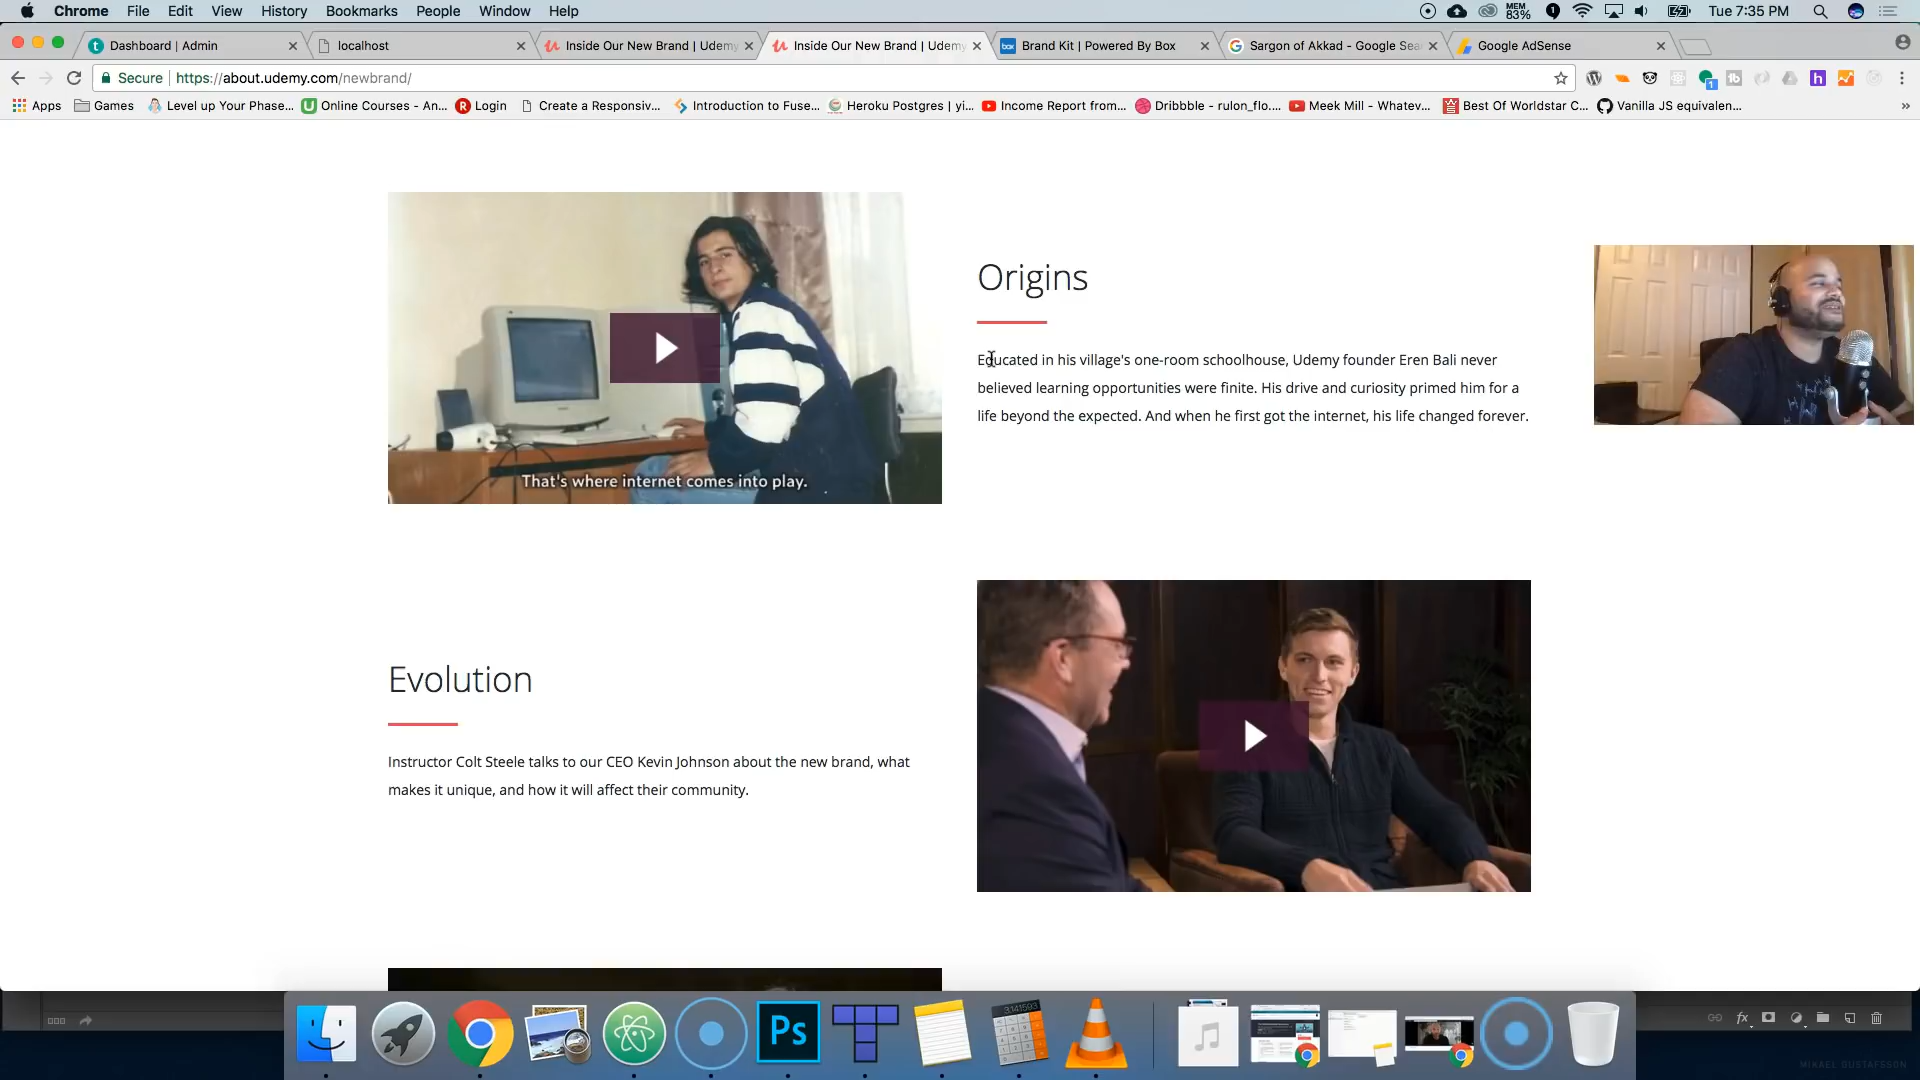 Chrome File Edit View History Bookmarks People Window Help
MEM
83%
Tue 7:35 PM
Dashboard | Admin
localhost
Inside Our New Brand | Udemy
Inside Our New Brand | Udemy
Brand Kit | Powered By Box
Sargon of Akkad - Google Sea
Google AdSense
Secure
https://about.udemy.com/newbrand/
Apps
Games
Level up Your Phase...
Online Courses - An...
Login
Create a Responsiv...
Introduction to Fuse...
Heroku Postgres | yi...
Income Report from...
Dribbble - rulon_flo....
Meek Mill - Whatev...
Best Of Worldstar C...
Vanilla JS equivalen...
That's where internet comes into play.
Origins
Educated in his village's one-room schoolhouse, Udemy founder Eren Bali never
believed learning opportunities were finite. His drive and curiosity primed him for a
life beyond the expected. And when he first got the internet, his life changed forever.
Evolution
Instructor Colt Steele talks to our CEO Kevin Johnson about the new brand, what
makes it unique, and how it will affect their community.
Ps
MIKAEL GUSTAFSSON